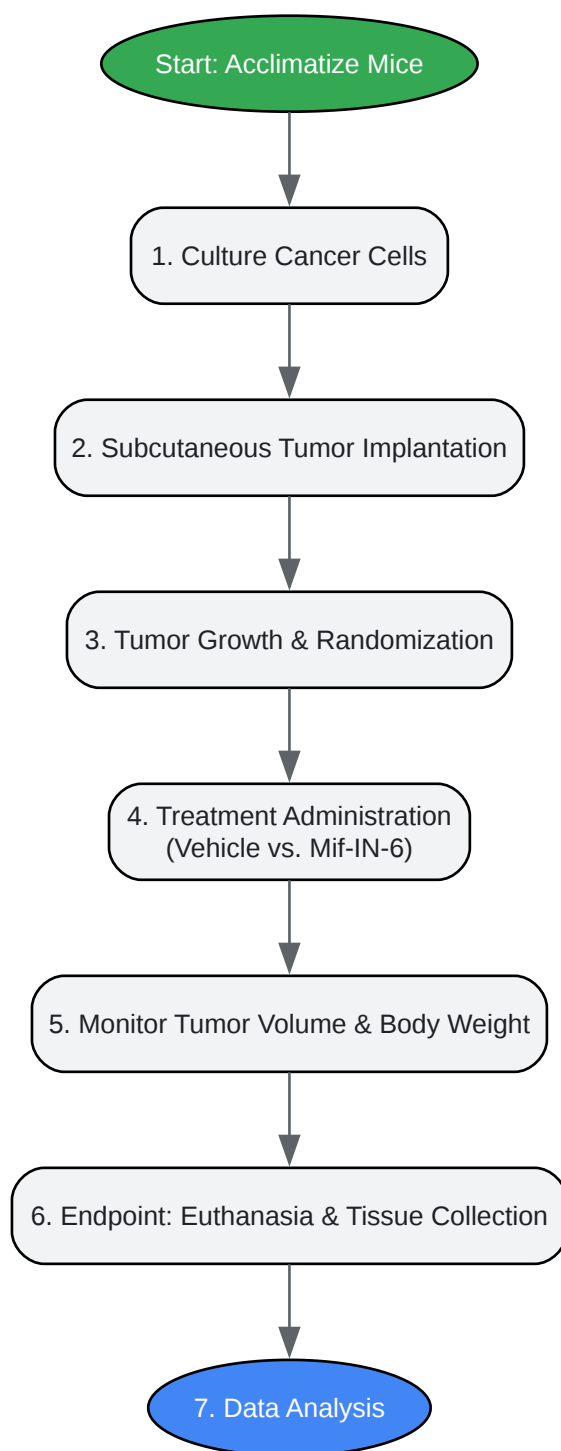 Start: Acclimatize Mice
1. Culture Cancer Cells
2. Subcutaneous Tumor Implantation
3. Tumor Growth & Randomization
4. Treatment Administration
(Vehicle vs. Mif-IN-6)
5. Monitor Tumor Volume & Body Weight
6. Endpoint: Euthanasia & Tissue Collection
7. Data Analysis